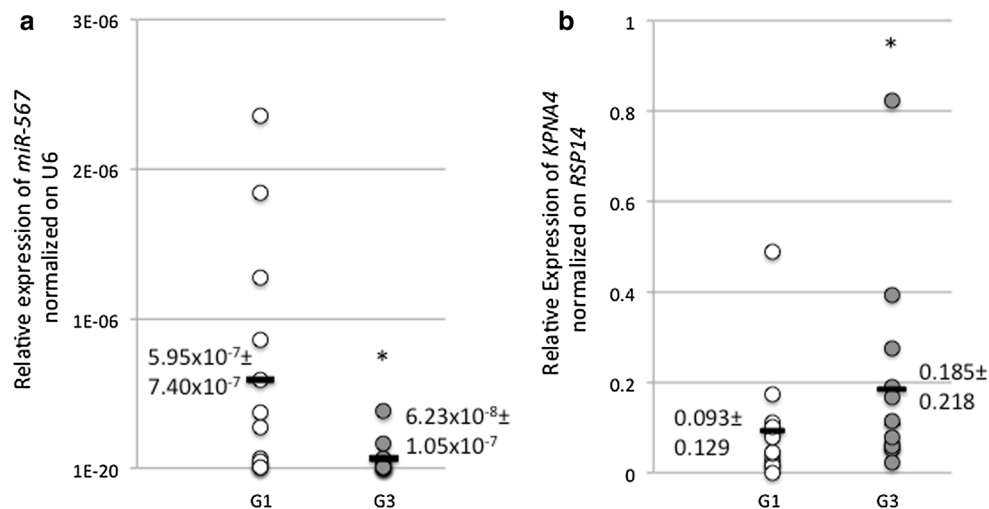 a
Relative expression of miR-567
normalized on U6
3E-06
2E-06
1E-06
1E-20
5.95x10-7±
7.40x10-7
*
6.23x10-8±
1.05x10-7
G1
G3
b
Relative Expression of KPNA4
normalized on RSP14
1
0.8
0.6
0.4
0.2
0
0.093±
0.129
*
0.185±
0.218
G1
G3